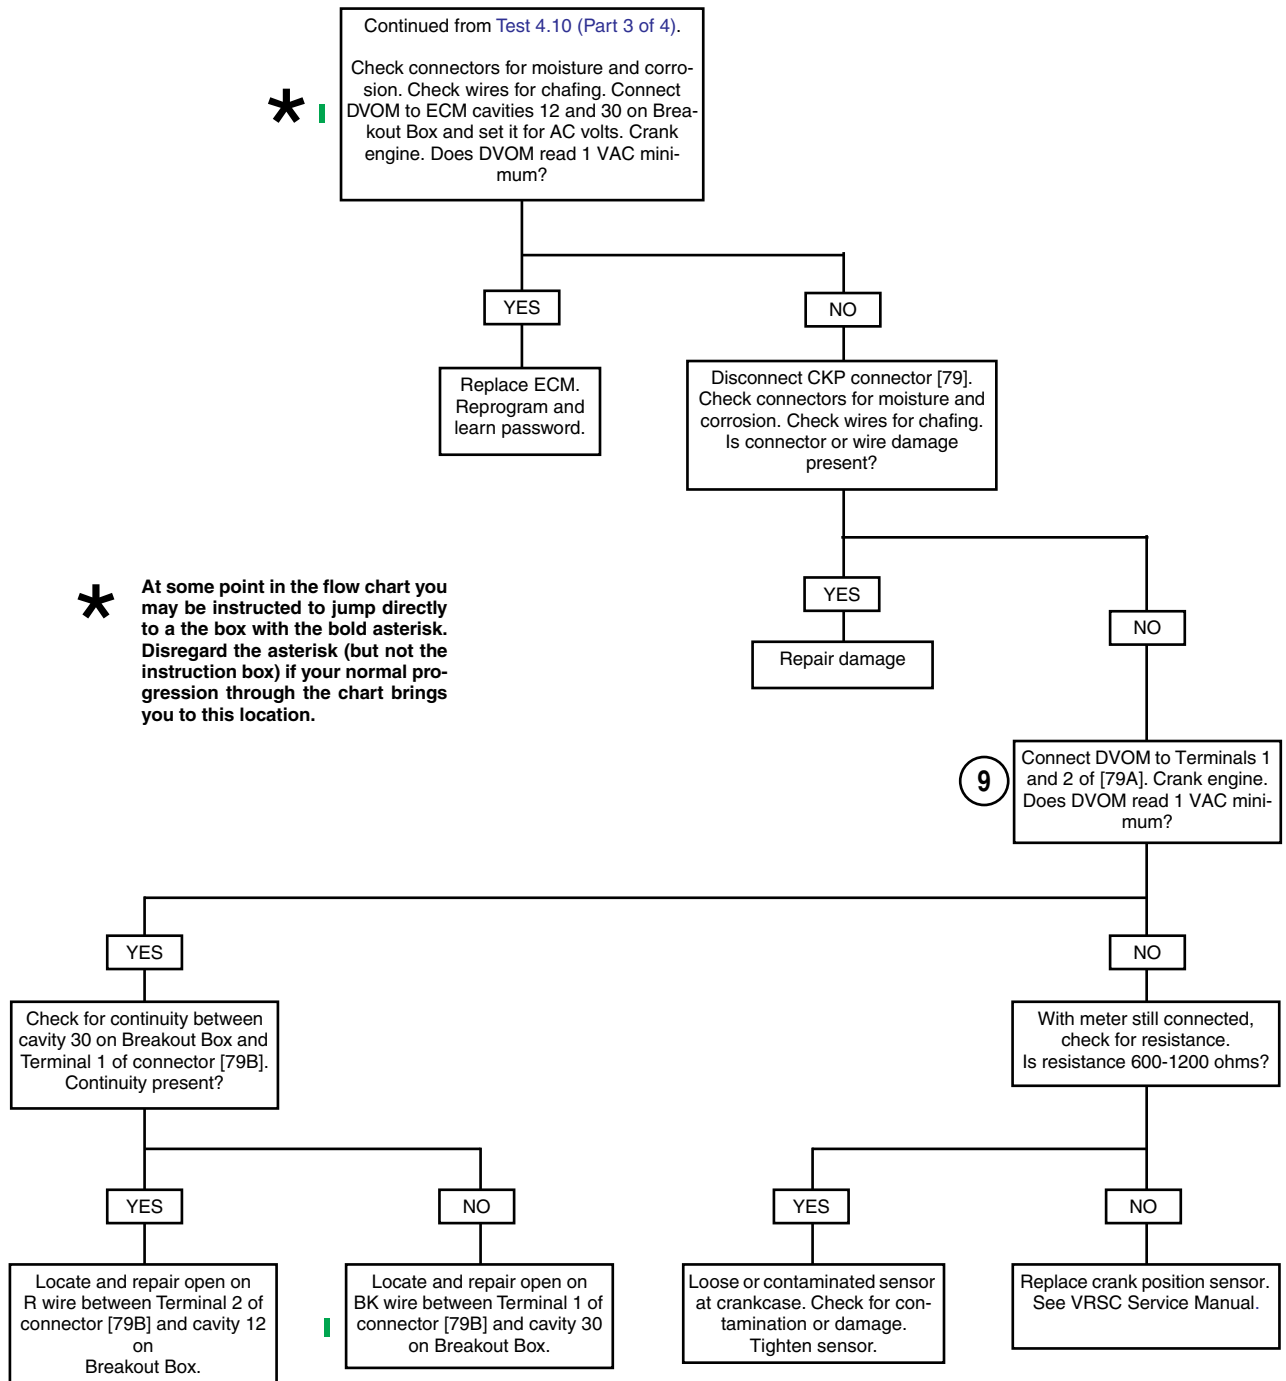 Continued from Test 4.10 (Part 3 of 4).
Check connectors for moisture and corro-
sion. Check wires for chafing. Connect
DVOM to ECM cavities 12 and 30 on Brea-
kout Box and set it for AC volts. Crank
engine. Does DVOM read 1 VAC mini-
mum?
*
YES
NO
Replace ECM.
Reprogram and
learn password.
Disconnect CKP connector [79].
Check connectors for moisture and
corrosion. Check wires for chafing.
Is connector or wire damage
present?
*
At some point in the flow chart you
may be instructed to jump directly
to a the box with the bold asterisk.
Disregard the asterisk (but not the
instruction box) if your normal pro-
gression through the chart brings
you to this location.
YES
NO
Repair damage
9
Connect DVOM to Terminals 1
and 2 of [79A]. Crank engine.
Does DVOM read 1 VAC mini-
mum?
YES
NO
Check for continuity between
cavity 30 on Breakout Box and
Terminal 1 of connector [79B].
Continuity present?
With meter still connected,
check for resistance.
Is resistance 600-1200 ohms?
YES
NO
YES
NO
Locate and repair open on
R wire between Terminal 2 of
connector [79B] and cavity 12
on
Breakout Box.
Locate and repair open on
BK wire between Terminal 1 of
connector [79B] and cavity 30
on Breakout Box.
Loose or contaminated sensor
at crankcase. Check for con-
tamination or damage.
Tighten sensor.
Replace crank position sensor.
See VRSC Service Manual.